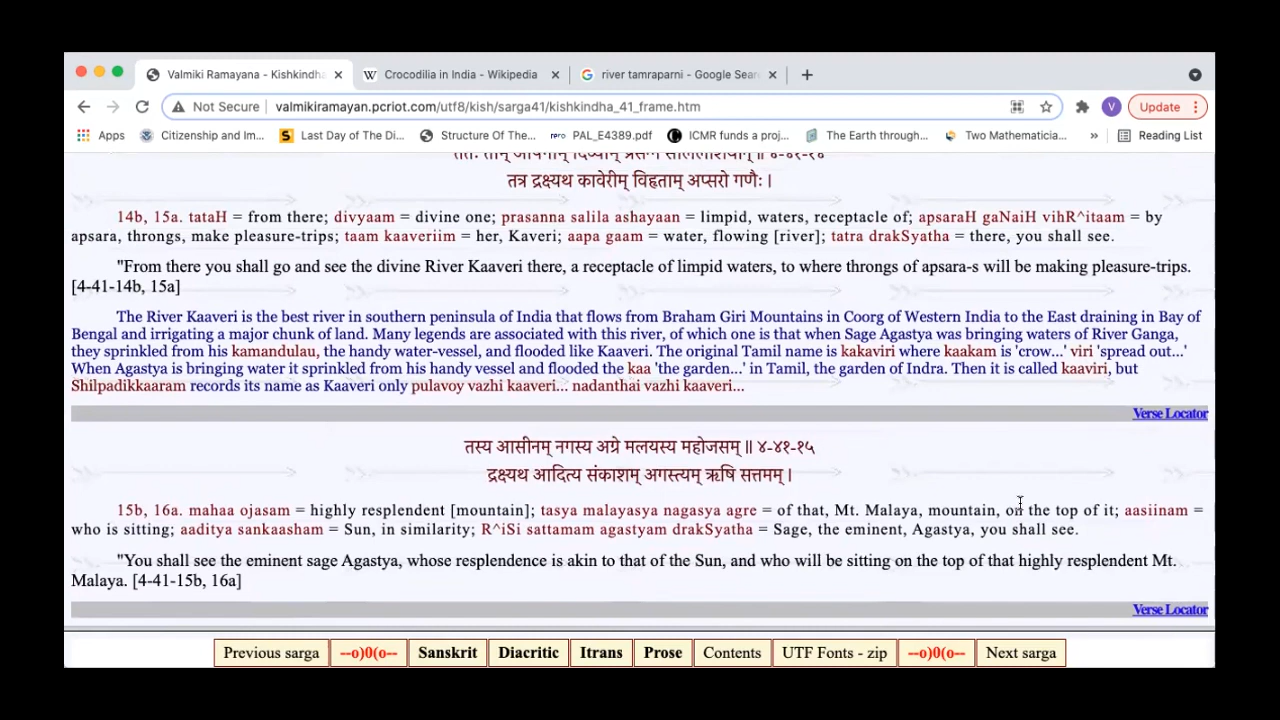 Valmiki Ramayana - Kishkindha
Crocodilia in India - Wikipedia
river tamraparni - Google Sear
Not Secure
valmikiramayan.pcriot.com/utf8/kish/sarga41/kishkindha_41_frame.htm
V
Update
Apps
Citizenship and Im...
S
Last Day of The Di...
Structure Of The...
PAL_E4389.pdf
ICMR funds a proj...
The Earth through...
Two Mathematicia...
»
Reading List
तत्र द्रक्ष्यथ कावेरीम् विहृताम् अप्सरो गणैः।
14b, 15a. tataH = from there; divyaam = divine one; prasanna salila ashayaan = limpid, waters, receptacle of; apsaraH gaNaiH vihR^itaam = by
apsara, throngs, make pleasure-trips; taam kaaveriim = her, Kaveri; aapa gaam = water, flowing [river]; tatra drakSyatha = there, you shall see.
"From there you shall go and see the divine River Kaaveri there, a receptacle of limpid waters, to where throngs of apsara-s will be making pleasure-trips.
[4-41-14b, 15a]
The River Kaaveri is the best river in southern peninsula of India that flows from Braham Giri Mountains in Coorg of Western India to the East draining in Bay of
Bengal and irrigating a major chunk of land. Many legends are associated with this river, of which one is that when Sage Agastya was bringing waters of River Ganga,
they sprinkled from his kamandulau, the handy water-vessel, and flooded like Kaaveri. The original Tamil name is kakaviri where kaakam is 'crow...' viri 'spread out...'
When Agastya is bringing water it sprinkled from his handy vessel and flooded the kaa 'the garden...' in Tamil, the garden of Indra. Then it is called kaaviri, but
Shilpadikkaaram records its name as Kaaveri only pulavoy vazhi kaaveri... nadanthai vazhi kaaveri...
Verse Locator
तस्य आसीनम् नगस्य अग्रे मलयस्य महोजसम्॥ ४-४१-१५
द्रक्ष्यथ आदित्य संकाशम् अगस्त्यम् ऋषि सत्तमम्।
15b, 16a. mahaa ojasam = highly resplendent [mountain]; tasya malayasya nagasya agre = of that, Mt. Malaya, mountain, on the top of it; aasiinam =
who is sitting; aaditya sankaasham = Sun, in similarity; R^iSi sattamam agastyam drakSyatha = Sage, the eminent, Agastya, you shall see.
"You shall see the eminent sage Agastya, whose resplendence is akin to that of the Sun, and who will be sitting on the top of that highly resplendent Mt.
Malaya. [4-41-15b, 16a]
Verse Locator
Previous sarga
--o)0(o--
Sanskrit
Diacritic
Itrans
Prose
Contents
UTF Fonts - zip
--o)0(o--
Next sarga